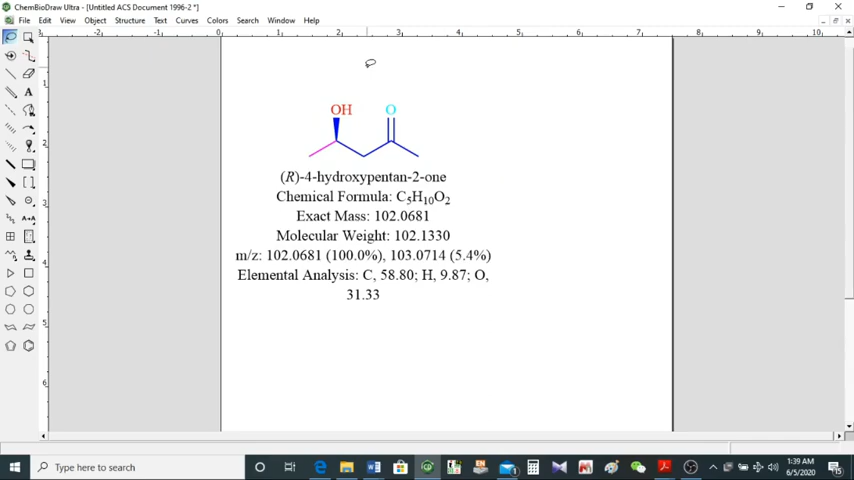 ChemBioDraw Ultra - [Untitled ACS Document 1996-2 *]
File Edit View Object Structure Text Curves Colors Search Window Help
OH O
(R)-4-hydroxypentan-2-one
Chemical Formula: C5H10O2
Exact Mass: 102.0681
Molecular Weight: 102.1330
m/z: 102.0681 (100.0%), 103.0714 (5.4%)
Elemental Analysis: C, 58.80; H, 9.87; O,
31.33
Type here to search
1:39 AM
6/5/2020